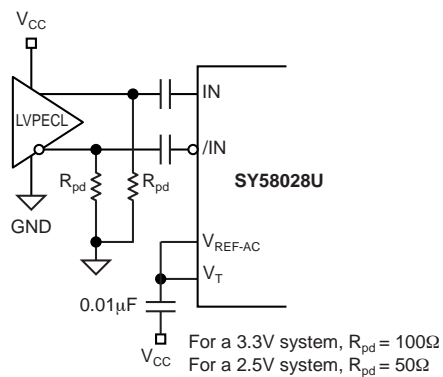 VCC
LVPECL
IN
/IN
Rpd
Rpd
SY58028U
GND
VREF-AC
VT
0.01µF
VCC
For a 3.3V system, Rpd = 100Ω
For a 2.5V system, Rpd = 50Ω